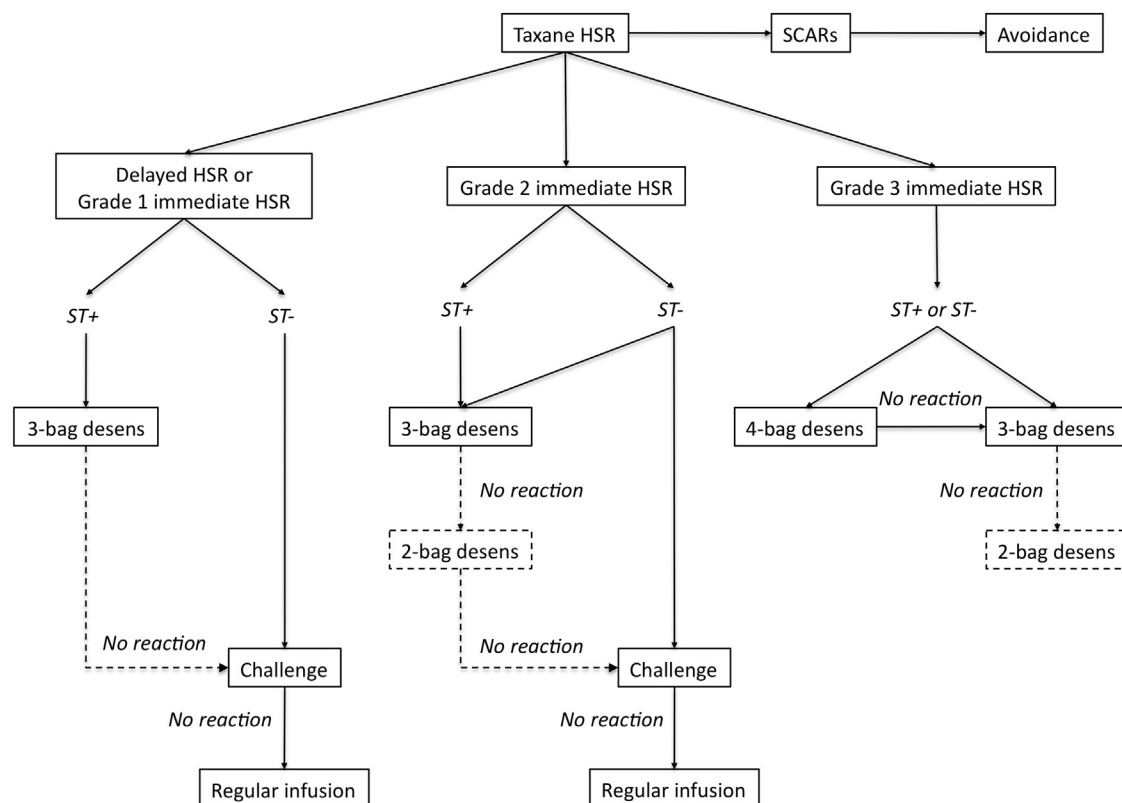 Taxane HSR
SCARs
Avoidance
Delayed HSR or
Grade 1 immediate HSR
Grade 2 immediate HSR
Grade 3 immediate HSR
ST+
ST-
ST+
ST-
ST+ or ST-
3-bag desens
3-bag desens
4-bag desens
No reaction
3-bag desens
No reaction
No reaction
2-bag desens
2-bag desens
No reaction
No reaction
Challenge
Challenge
No reaction
No reaction
Regular infusion
Regular infusion